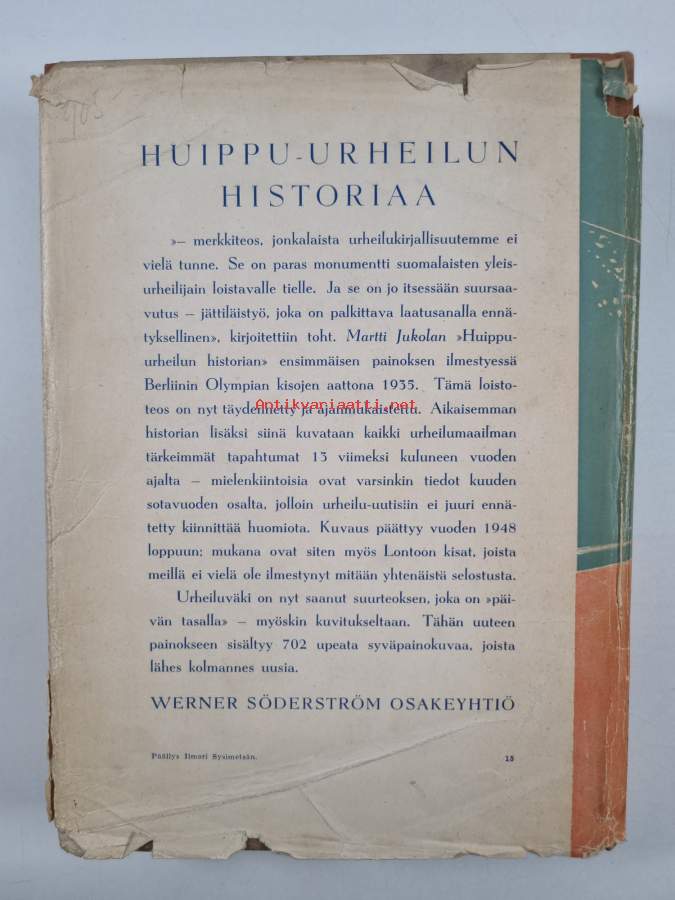 HUIPPU-URHEILUN
HISTORIAA
»– merkkiteos, jonkalaista urheilukirjallisuutemme ei
vielä tunne. Se on paras monumentti suomalaisten yleis-
urheilijain loistavalle tielle. Ja se on jo itsessään suursaa-
vutus – jättiläistyö, joka on palkittava laatusanalla ennä-
tyksellinen», kirjoitettiin toht. Martti Jukolan »Huippu-
urheilun historian» ensimmäisen painoksen ilmestyessä
Berliinin Olympian kisojen aattona 1935. Tämä loisto-
teos on nyt täydennetty ja ajanmukaistettu. Aikaisemman
Antikvariaatti.net
historian lisäksi siinä kuvataan kaikki urheilumaailman
tärkeimmät tapahtumat 13 viimeksi kuluneen vuoden
ajalta – mielenkiintoisia ovat varsinkin tiedot kuuden
sotavuoden osalta, jolloin urheilu-uutisiin ei juuri ennä-
tetty kiinnittää huomiota. Kuvaus päättyy vuoden 1948
loppuun; mukana ovat siten myös Lontoon kisat, joista
meillä ei vielä ole ilmestynyt mitään yhtenäistä selostusta.
Urheiluväki on nyt saanut suurteoksen, joka on »päi-
vän tasalla» – myöskin kuvitukseltaan. Tähän uuteen
painokseen sisältyy 702 upeata syväpainokuvaa, joista
lähes kolmannes uusia.
WERNER SÖDERSTRÖM OSAKEYHTIÖ
Päällys Ilmari Sysimetsän. 15